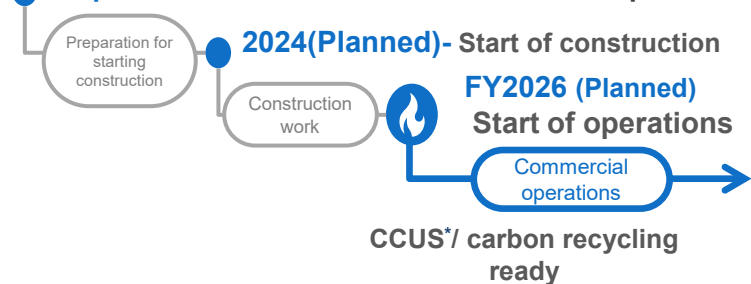 Preparation for
starting
construction
2024(Planned)- Start of construction
Construction
work
FY2026 (Planned)
Start of operations
Commercial
operations
CCUS*/ carbon recycling
ready